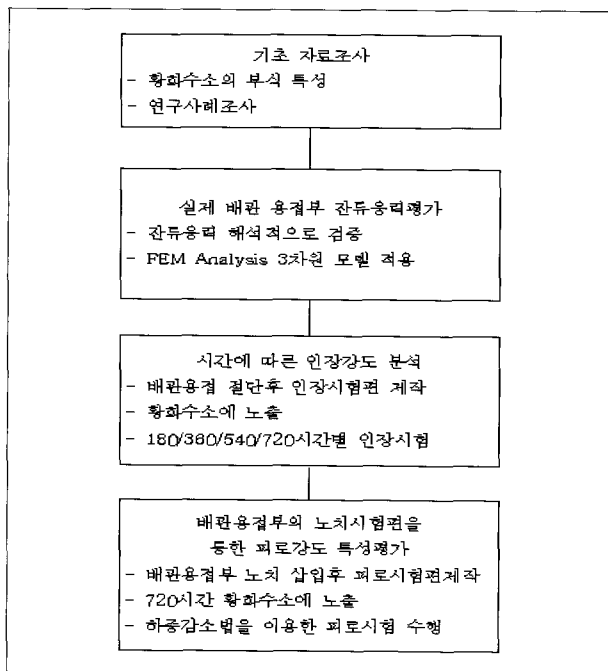 기초 자료조사
- 황화수소의 부식 특성
- 연구사례조사
실제 배관 용접부 잔류응력평가
- 잔류응력 해석적으로 검증
- FEM Analysis 3차원 모델 적용
시간에 따른 인장강도 분석
- 배관용접 절단후 인장시험편 제작
- 황화수소에 노출
- 180/360/540/720시간별 인장시험
배관용접부의 노치시험편을
통한 피로강도 특성평가
- 배관용접부 노치 삽입후 피로시험편제작
- 720시간 황화수소에 노출
- 하중감소법을 이용한 피로시험 수행